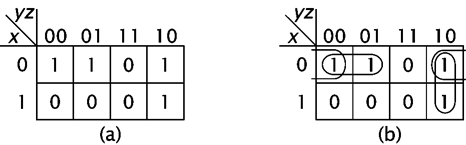 yz yz
x 00 01 11 10 x 00 01 11 10
0 1 1 0 1 0 1 1 0 1
1 0 0 0 1 1 0 0 0 1
(a) (b)